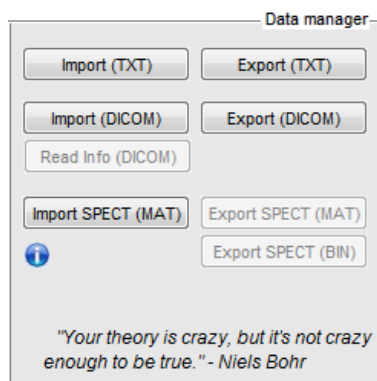 Data manager
Import (TXT) Export (TXT)
Import (DICOM) Export (DICOM)
Read Info (DICOM)
Import SPECT (MAT) Export SPECT (MAT)
Export SPECT (BIN)
"Your theory is crazy, but it's not crazy
enough to be true." - Niels Bohr